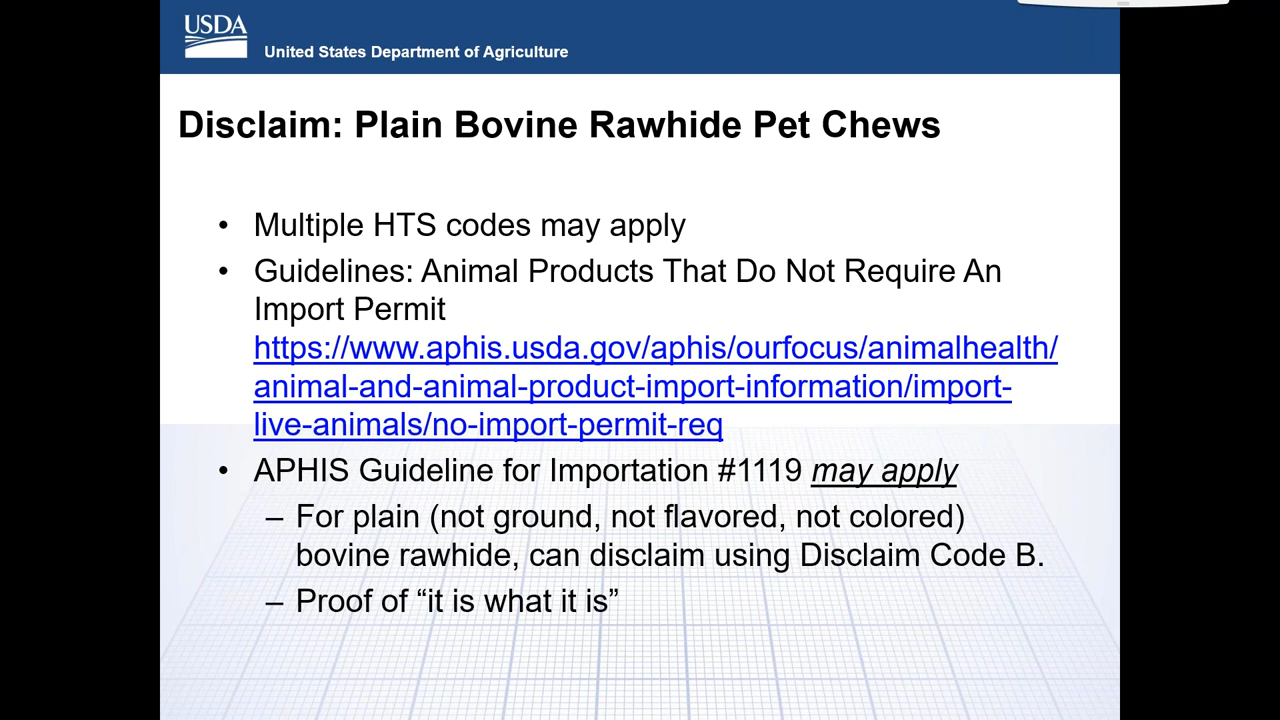 USDA
United States Department of Agriculture
Disclaim: Plain Bovine Rawhide Pet Chews
• Multiple HTS codes may apply
• Guidelines: Animal Products That Do Not Require An
Import Permit
https://www.aphis.usda.gov/aphis/ourfocus/animalhealth/
animal-and-animal-product-import-information/import-
live-animals/no-import-permit-req
• APHIS Guideline for Importation #1119 may apply
– For plain (not ground, not flavored, not colored)
bovine rawhide, can disclaim using Disclaim Code B.
– Proof of “it is what it is”